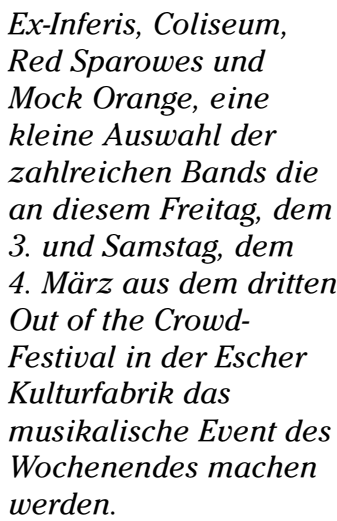 Ex-Inferis, Coliseum,
Red Sparowes und
Mock Orange, eine
kleine Auswahl der
zahlreichen Bands die
an diesem Freitag, dem
3. und Samstag, dem
4. März aus dem dritten
Out of the Crowd-
Festival in der Escher
Kulturfabrik das
musikalische Event des
Wochenendes machen
werden.